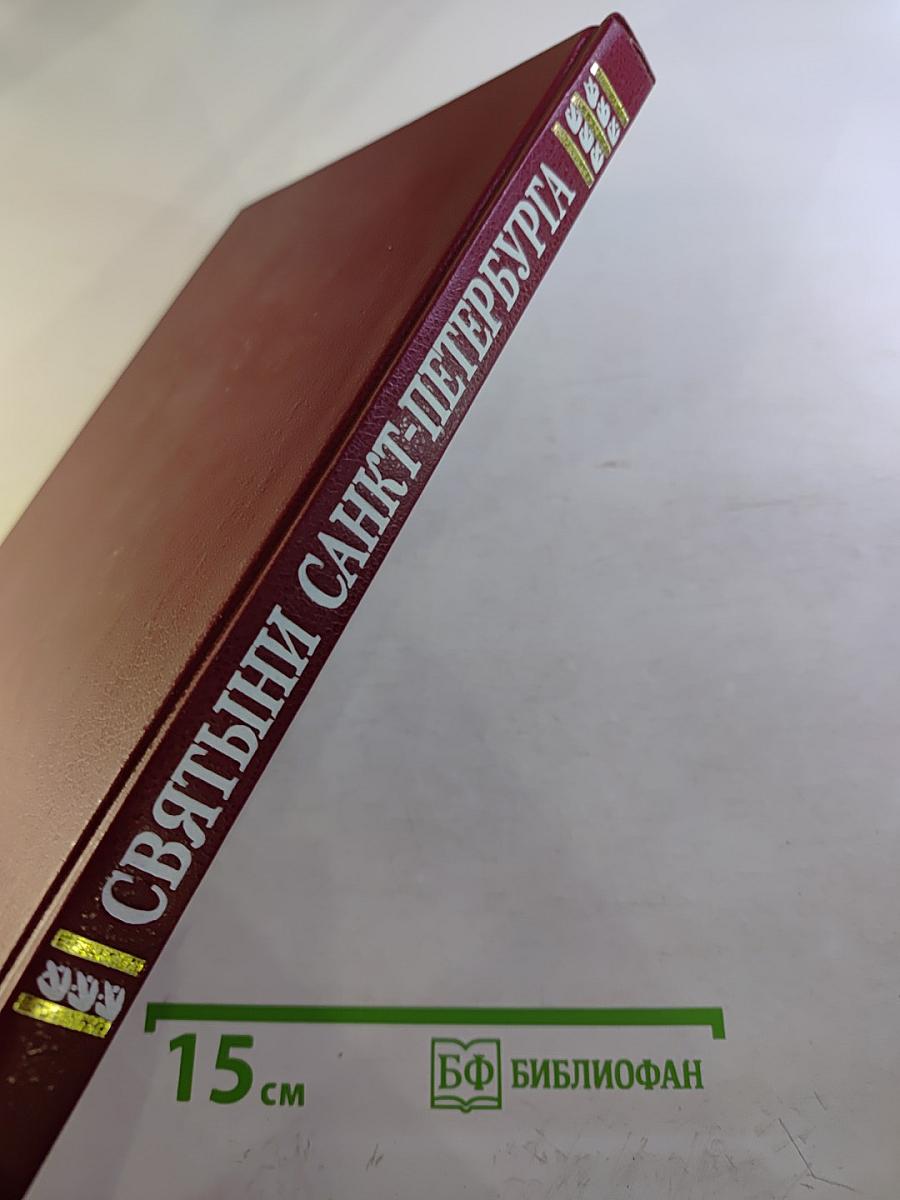 СВЯТЫНИ САНКТ-ПЕТЕРБУРГА
15 см
БФ БИБЛИОФАН